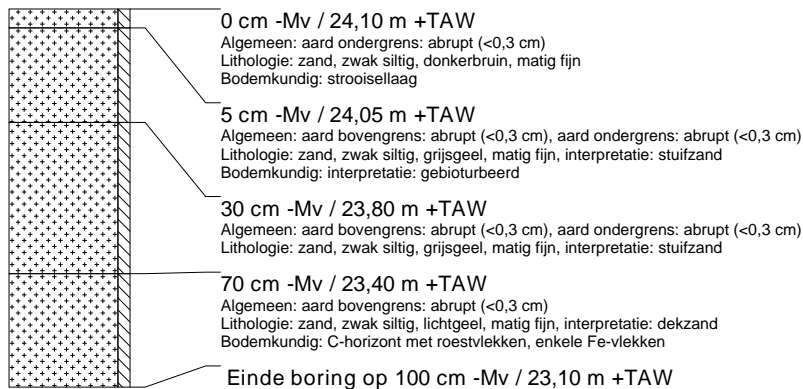 0 cm -Mv / 24,10 m +TAW
Algemeen: aard ondergrens: abrupt (<0,3 cm)
Lithologie: zand, zwak siltig, donkerbruin, matig fijn
Bodemkundig: strooisellaag
5 cm -Mv / 24,05 m +TAW
Algemeen: aard bovengrens: abrupt (<0,3 cm), aard ondergrens: abrupt (<0,3 cm)
Lithologie: zand, zwak siltig, grijsgeel, matig fijn, interpretatie: stuifzand
Bodemkundig: interpretatie: gebioturbeerd
30 cm -Mv / 23,80 m +TAW
Algemeen: aard bovengrens: abrupt (<0,3 cm), aard ondergrens: abrupt (<0,3 cm)
Lithologie: zand, zwak siltig, grijsgeel, matig fijn, interpretatie: stuifzand
70 cm -Mv / 23,40 m +TAW
Algemeen: aard bovengrens: abrupt (<0,3 cm)
Lithologie: zand, zwak siltig, lichtgeel, matig fijn, interpretatie: dekzand
Bodemkundig: C-horizont met roestvlekken, enkele Fe-vlekken
Einde boring op 100 cm -Mv / 23,10 m +TAW